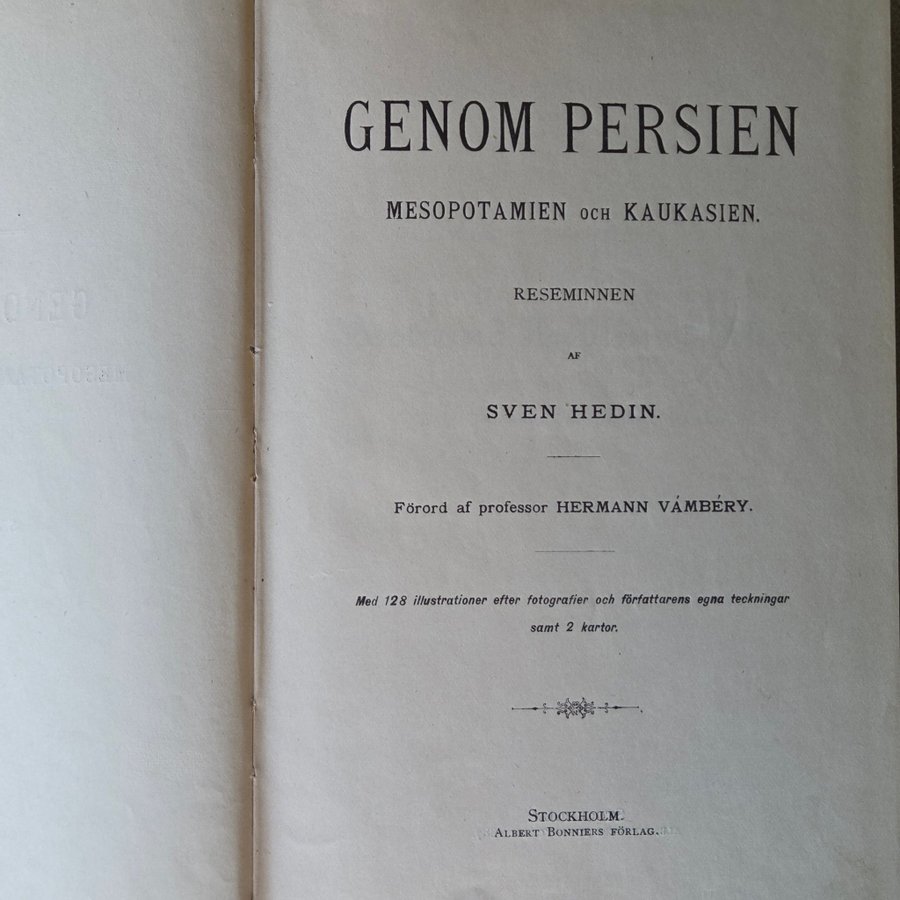 GENOM PERSIEN
MESOPOTAMIEN OCH KAUKASIEN.
RESEMINNEN
AF
SVEN HEDIN.
Förord af professor HERMANN VÁMBÉRY.
Med 128 illustrationer efter fotografier och författarens egna teckningar
samt 2 kartor.
STOCKHOLM.
ALBERT BONNIERS FÖRLAG.